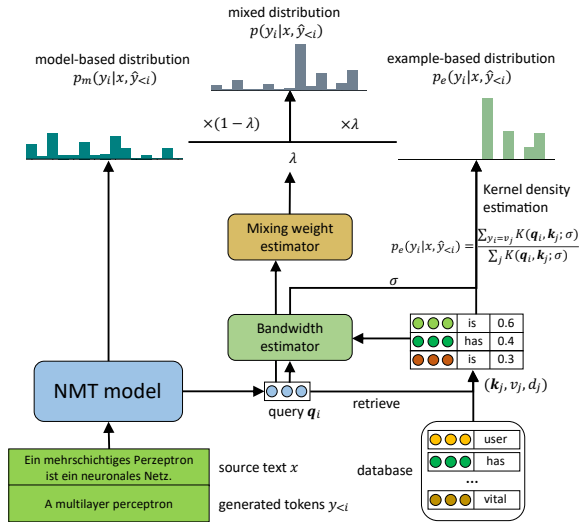 mixed distribution
p(y_i|x, ŷ_{<i})
model-based distribution
p_m(y_i|x, ŷ_{<i})
example-based distribution
p_e(y_i|x, ŷ_{<i})
×(1 − λ)
×λ
λ
Kernel density
estimation
Mixing weight
estimator
p_e(y_i|x, ŷ_{<i}) = \frac{∑_{y_i=v_j} K(q_i, k_j; σ)}{∑_j K(q_i, k_j; σ)}
σ
Bandwidth
estimator
is 0.6
has 0.4
is 0.3
NMT model
(k_j, v_j, d_j)
query q_i
retrieve
Ein mehrschichtiges Perzeptron
ist ein neuronales Netz.
source text x
A multilayer perceptron
generated tokens y_{<i}
database
user
has
...
vital